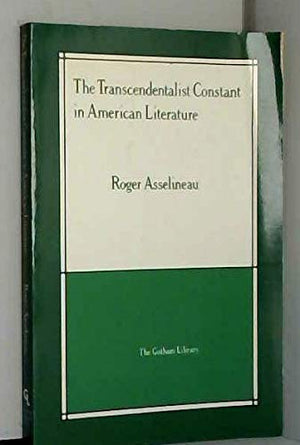 The Transcendentalist Constant
in American Literature
Roger Asselineau
The Gotham Library